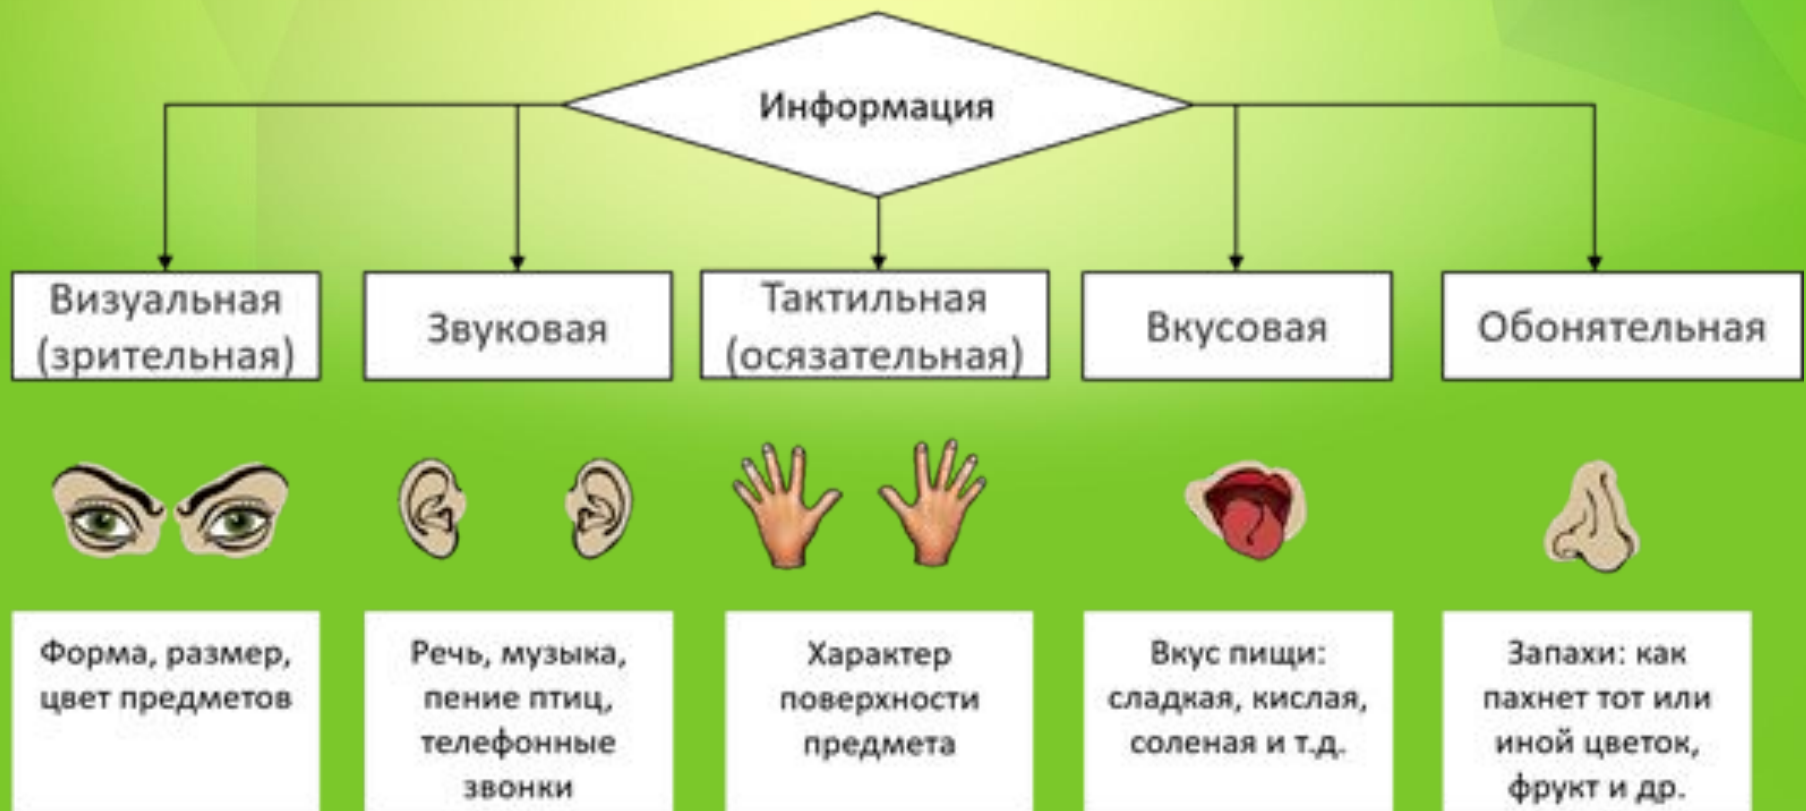 Информация
Визуальная
(зрительная)
Звуковая
Тактильная
(осязательная)
Вкусовая
Обонятельная
Форма, размер,
цвет предметов
Речь, музыка,
пение птиц,
телефонные
звонки
Характер
поверхности
предмета
Вкус пищи:
сладкая, кислая,
соленая и т.д.
Запахи: как
пахнет тот или
иной цветок,
фрукт и др.